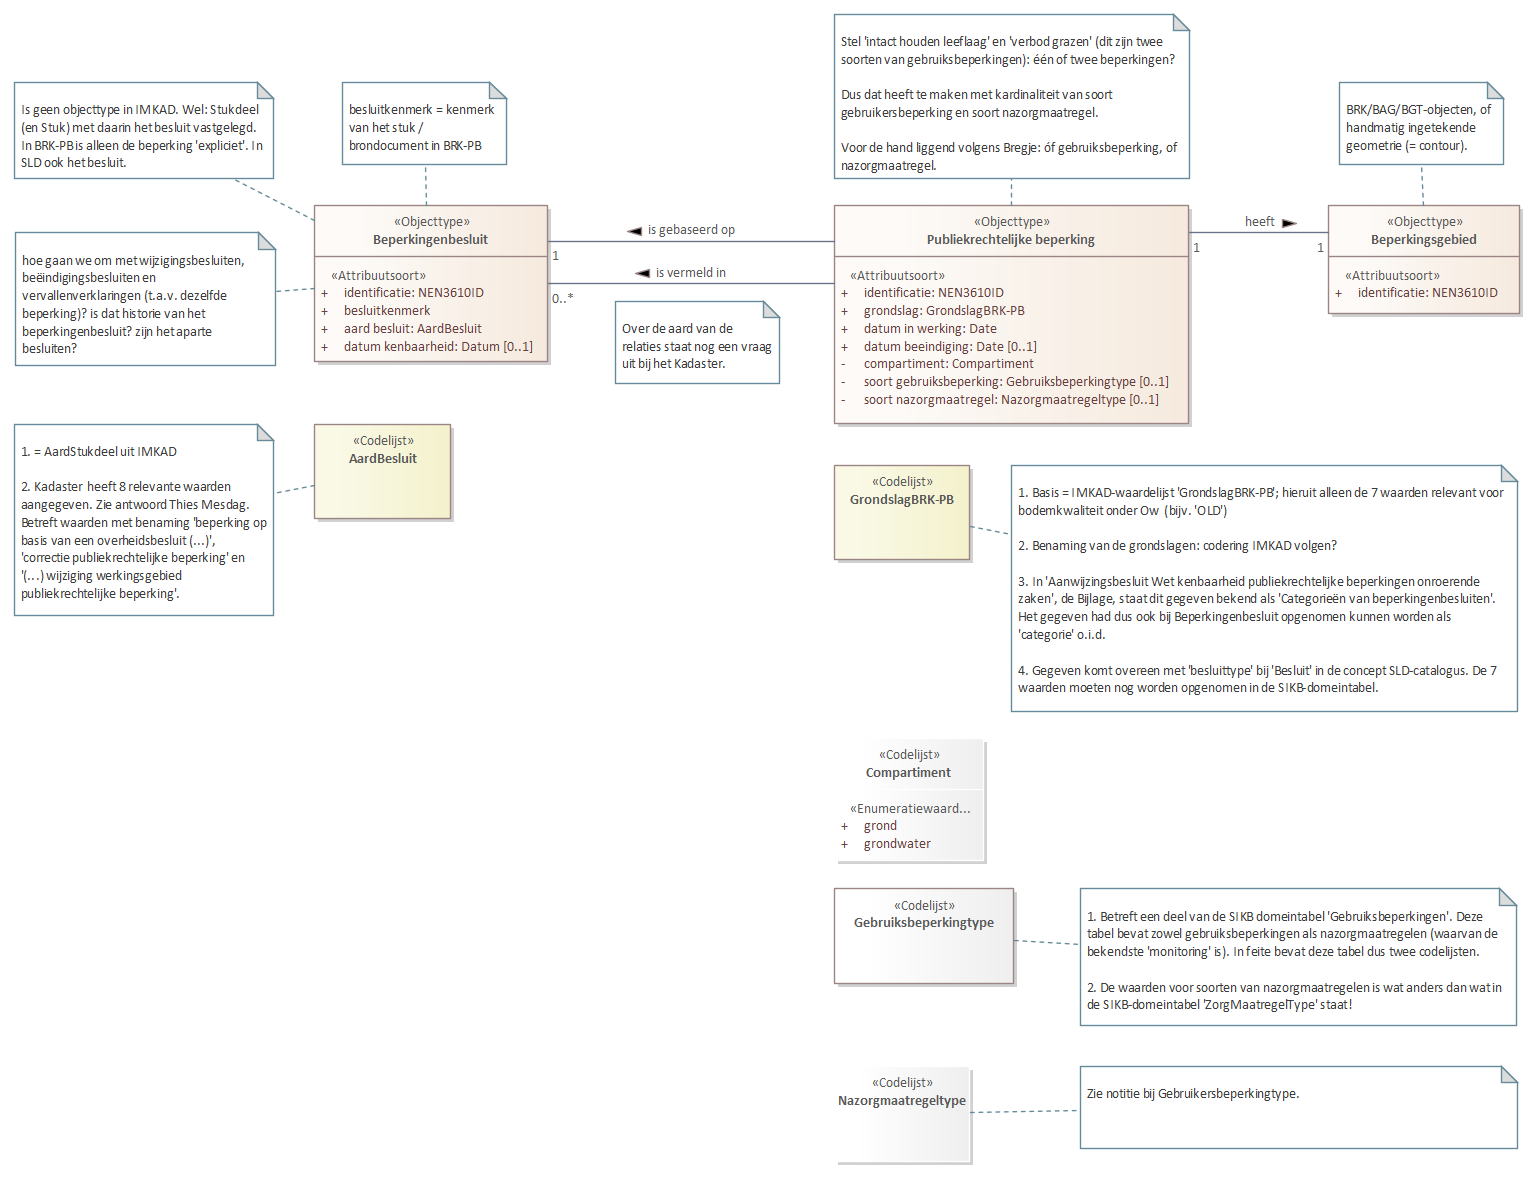 Stel 'intact houden leeflaag' en 'verbod grazen' (dit zijn twee
soorten van gebruiksbeperkingen): één of twee beperkingen?
Dus dat heeft te maken met kardinaliteit van soort
gebruikersbeperking en soort nazorgmaatregel.
Voor de hand liggend volgens Bregje: óf gebruiksbeperking, of
nazorgmaatregel.
Is geen objecttype in IMKAD. Wel: Stukdeel
(en Stuk) met daarin het besluit vastgelegd.
In BRK-PB is alleen de beperking 'expliciet'. In
SLD ook het besluit.
besluitkenmerk = kenmerk
van het stuk /
brondocument in BRK-PB
BRK/BAG/BGT-objecten, of
handmatig ingetekende
geometrie (= contour).
hoe gaan we om met wijzigingsbesluiten,
beëindigingsbesluiten en
vervallenverklaringen (t.a.v. dezelfde
beperking)? is dat historie van het
beperkingenbesluit? zijn het aparte
besluiten?
«Objecttype»
Beperkingenbesluit
«Attribuutsoort»
+ identificatie: NEN3610ID
+ besluitkenmerk
+ aard besluit: AardBesluit
+ datum kenbaarheid: Datum [0..1]
is gebaseerd op
1
is vermeld in
0..*
Over de aard van de
relaties staat nog een vraag
uit bij het Kadaster.
«Objecttype»
Publiekrechtelijke beperking
«Attribuutsoort»
+ identificatie: NEN3610ID
+ grondslag: GrondslagBRK-PB
+ datum in werking: Date
+ datum beeindiging: Date [0..1]
- compartiment: Compartiment
- soort gebruiksbeperking: Gebruiksbeperkingtype [0..1]
- soort nazorgmaatregel: Nazorgmaatregeltype [0..1]
heeft
1
1
«Objecttype»
Beperkingsgebied
«Attribuutsoort»
+ identificatie: NEN3610ID
1. = AardStukdeel uit IMKAD
2. Kadaster heeft 8 relevante waarden
aangegeven. Zie antwoord Thies Mesdag.
Betreft waarden met benaming 'beperking op
basis van een overheidsbesluit (...)',
'correctie publiekrechtelijke beperking' en
'(...) wijziging werkingsgebied
publiekrechtelijke beperking'.
«Codelijst»
AardBesluit
«Codelijst»
GrondslagBRK-PB
1. Basis = IMKAD-waardelijst 'GrondslagBRK-PB'; hieruit alleen de 7 waarden relevant voor
bodemkwaliteit onder Ow (bijv. 'OLD')
2. Benaming van de grondslagen: codering IMKAD volgen?
3. In 'Aanwijzingsbesluit Wet kenbaarheid publiekrechtelijke beperkingen onroerende
zaken', de Bijlage, staat dit gegeven bekend als 'Categorieën van beperkingenbesluiten'.
Het gegeven had dus ook bij Beperkingenbesluit opgenomen kunnen worden als
'categorie' o.i.d.
4. Gegeven komt overeen met 'besluittype' bij 'Besluit' in de concept SLD-catalogus. De 7
waarden moeten nog worden opgenomen in de SIKB-domeintabel.
«Codelijst»
Compartiment
«Enumeratiewaard...
+ grond
+ grondwater
«Codelijst»
Gebruiksbeperkingtype
1. Betreft een deel van de SIKB domeintabel 'Gebruiksbeperkingen'. Deze
tabel bevat zowel gebruiksbeperkingen als nazorgmaatregelen (waarvan de
bekendste 'monitoring' is). In feite bevat deze tabel dus twee codelijsten.
2. De waarden voor soorten van nazorgmaatregelen is wat anders dan wat in
de SIKB-domeintabel 'ZorgMaatregelType' staat!
«Codelijst»
Nazorgmaatregeltype
Zie notitie bij Gebruikersbeperkingtype.